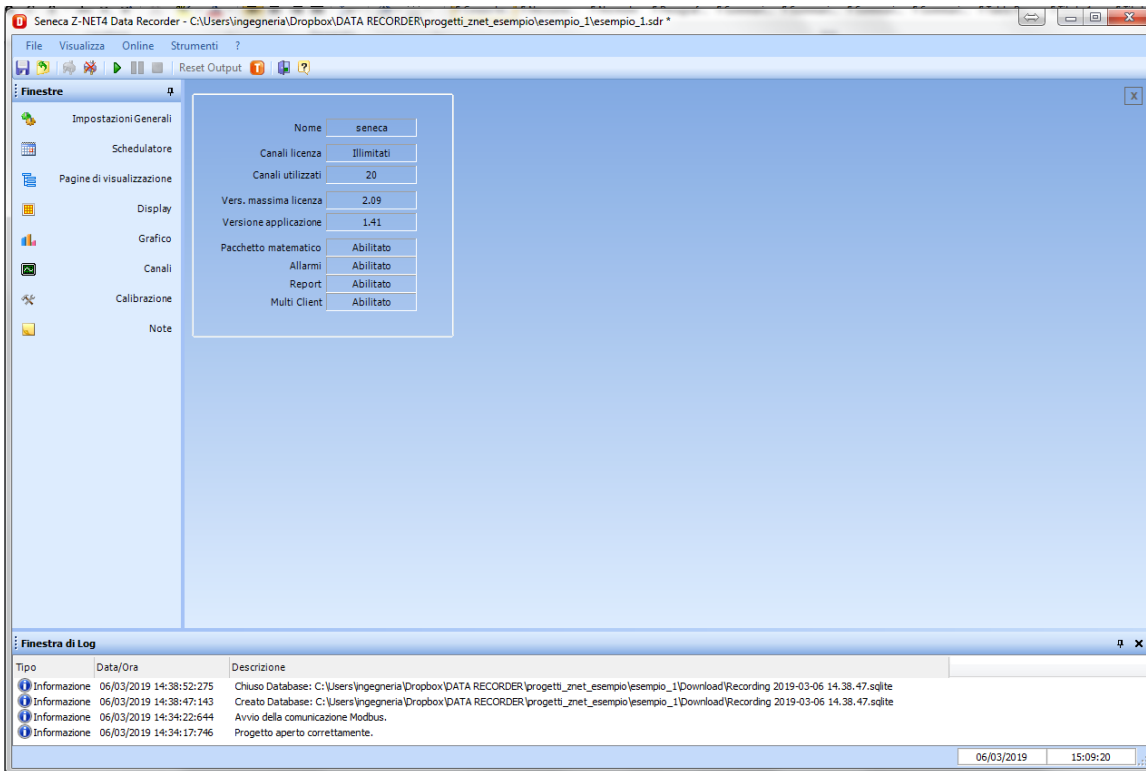 Seneca Z-NET4 Data Recorder - C:\Users\ingegneria\Dropbox\DATA RECORDER\progetti_znet_esempio\esempio_1\esempio_1.sdr *
File Visualizza Online Strumenti ?
Reset Output
Finestre
Impostazioni Generali
Schedulatore
Pagine di visualizzazione
Display
Grafico
Canali
Calibrazione
Note
X
Nome seneca
Canali licenza Illimitati
Canali utilizzati 20
Vers. massima licenza 2.09
Versione applicazione 1.41
Pacchetto matematico Abilitato
Allarmi Abilitato
Report Abilitato
Multi Client Abilitato
Finestra di Log
Tipo Data/Ora Descrizione
Informazione 06/03/2019 14:38:52:275 Chiuso Database: C:\Users\ingegneria\Dropbox\DATA RECORDER\progetti_znet_esempio\esempio_1\Download\Recording 2019-03-06 14.38.47.sqlite
Informazione 06/03/2019 14:38:47:143 Creato Database: C:\Users\ingegneria\Dropbox\DATA RECORDER\progetti_znet_esempio\esempio_1\Download\Recording 2019-03-06 14.38.47.sqlite
Informazione 06/03/2019 14:34:22:644 Avvio della comunicazione Modbus.
Informazione 06/03/2019 14:34:17:746 Progetto aperto correttamente.
06/03/2019 15:09:20